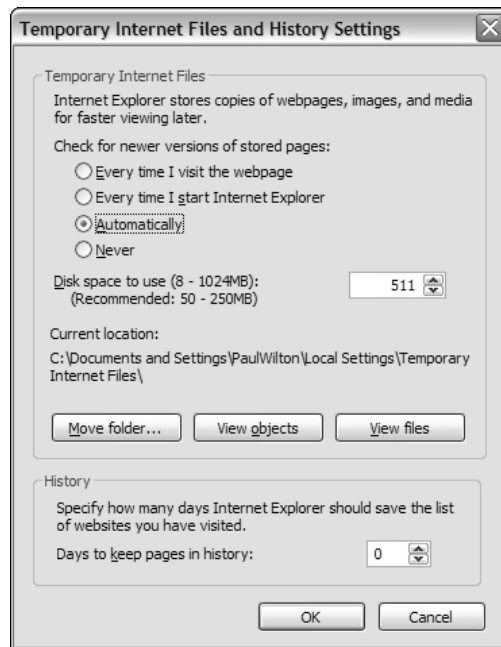 Temporary Internet Files and History Settings
Temporary Internet Files
Internet Explorer stores copies of webpages, images, and media
for faster viewing later.
Check for newer versions of stored pages:
Every time I visit the webpage
Every time I start Internet Explorer
Automatically
Never
Disk space to use (8 - 1024MB): 511
(Recommended: 50 - 250MB)
Current location:
C:\Documents and Settings\PaulWilton\Local Settings\Temporary
Internet Files\
Move folder... View objects View files
History
Specify how many days Internet Explorer should save the list
of websites you have visited.
Days to keep pages in history: 0
OK Cancel